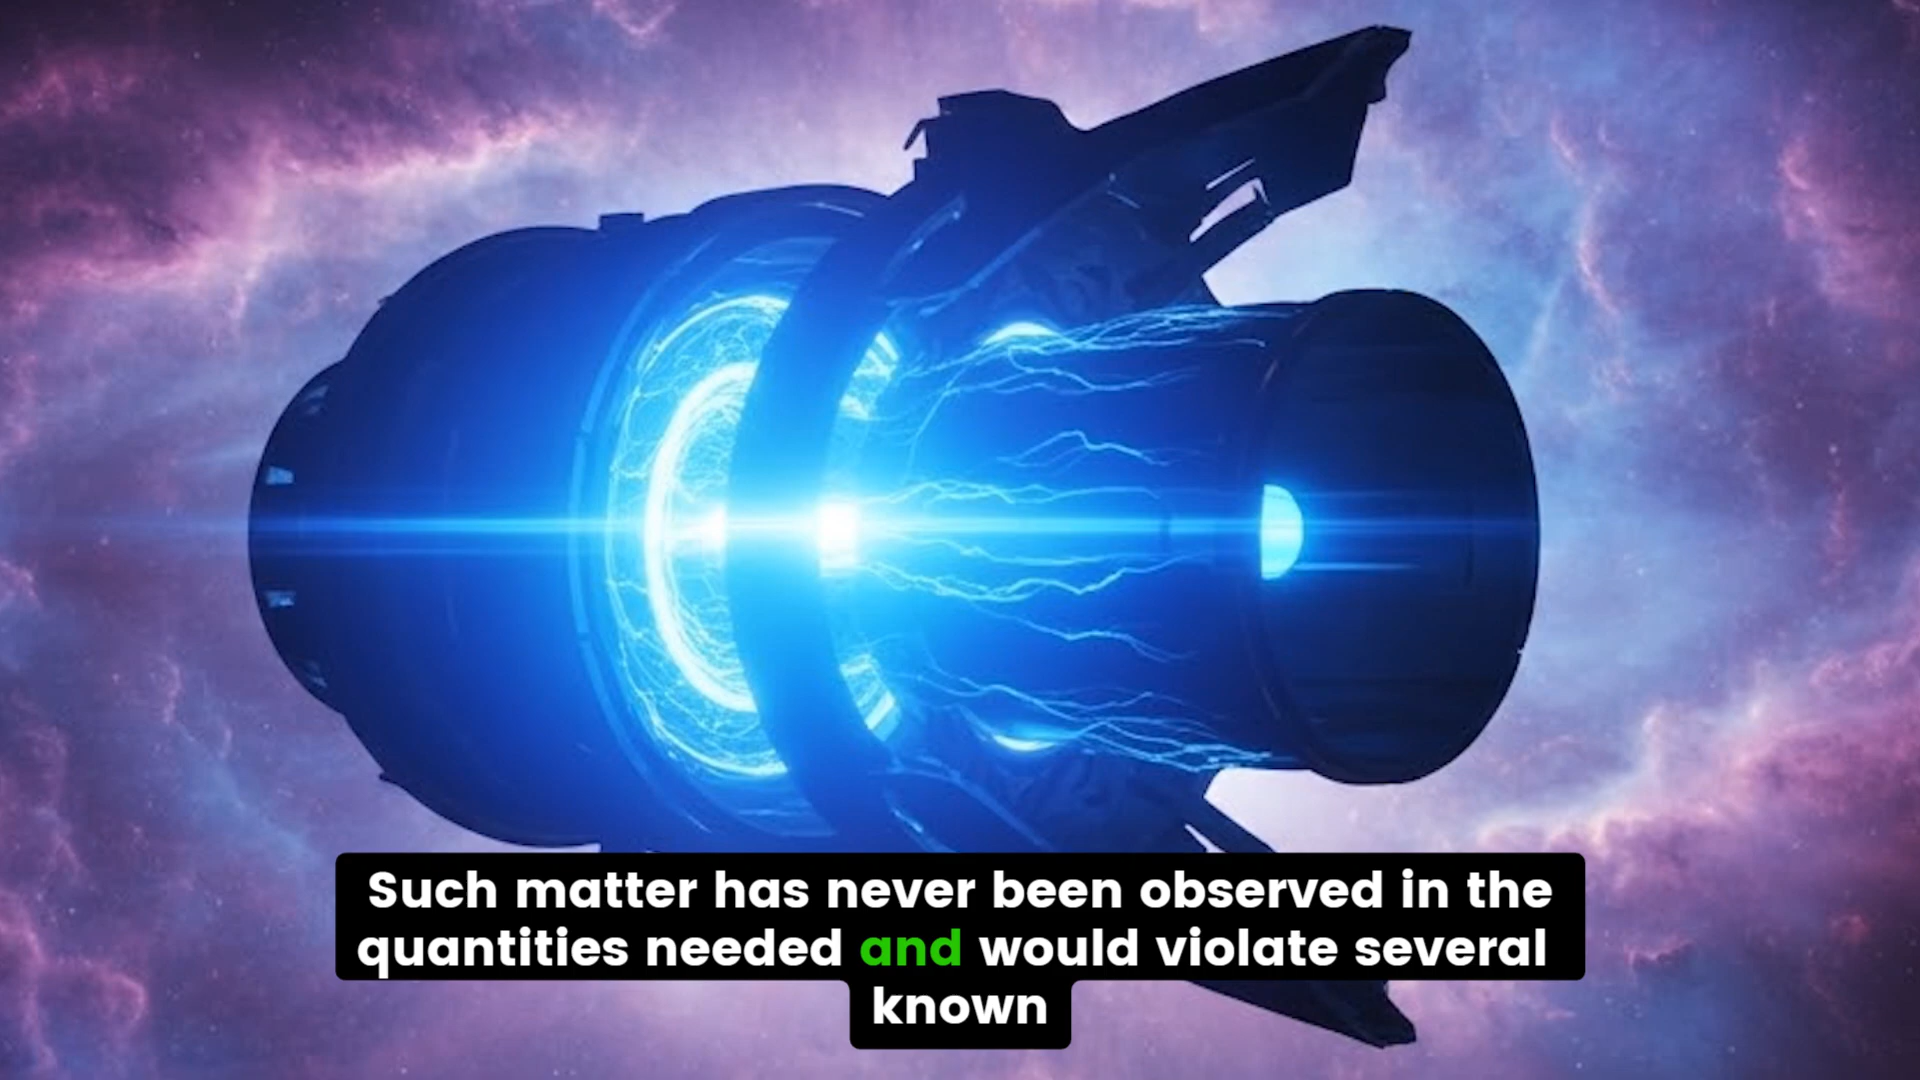 Such matter has never been observed in the
quantities needed and would violate several
known